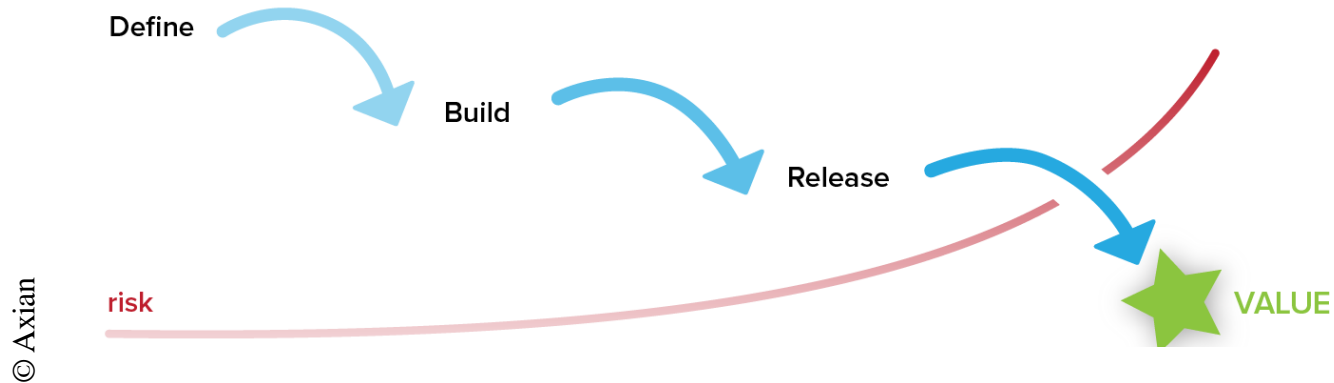 Define
Build
Release
risk
VALUE
© Axian